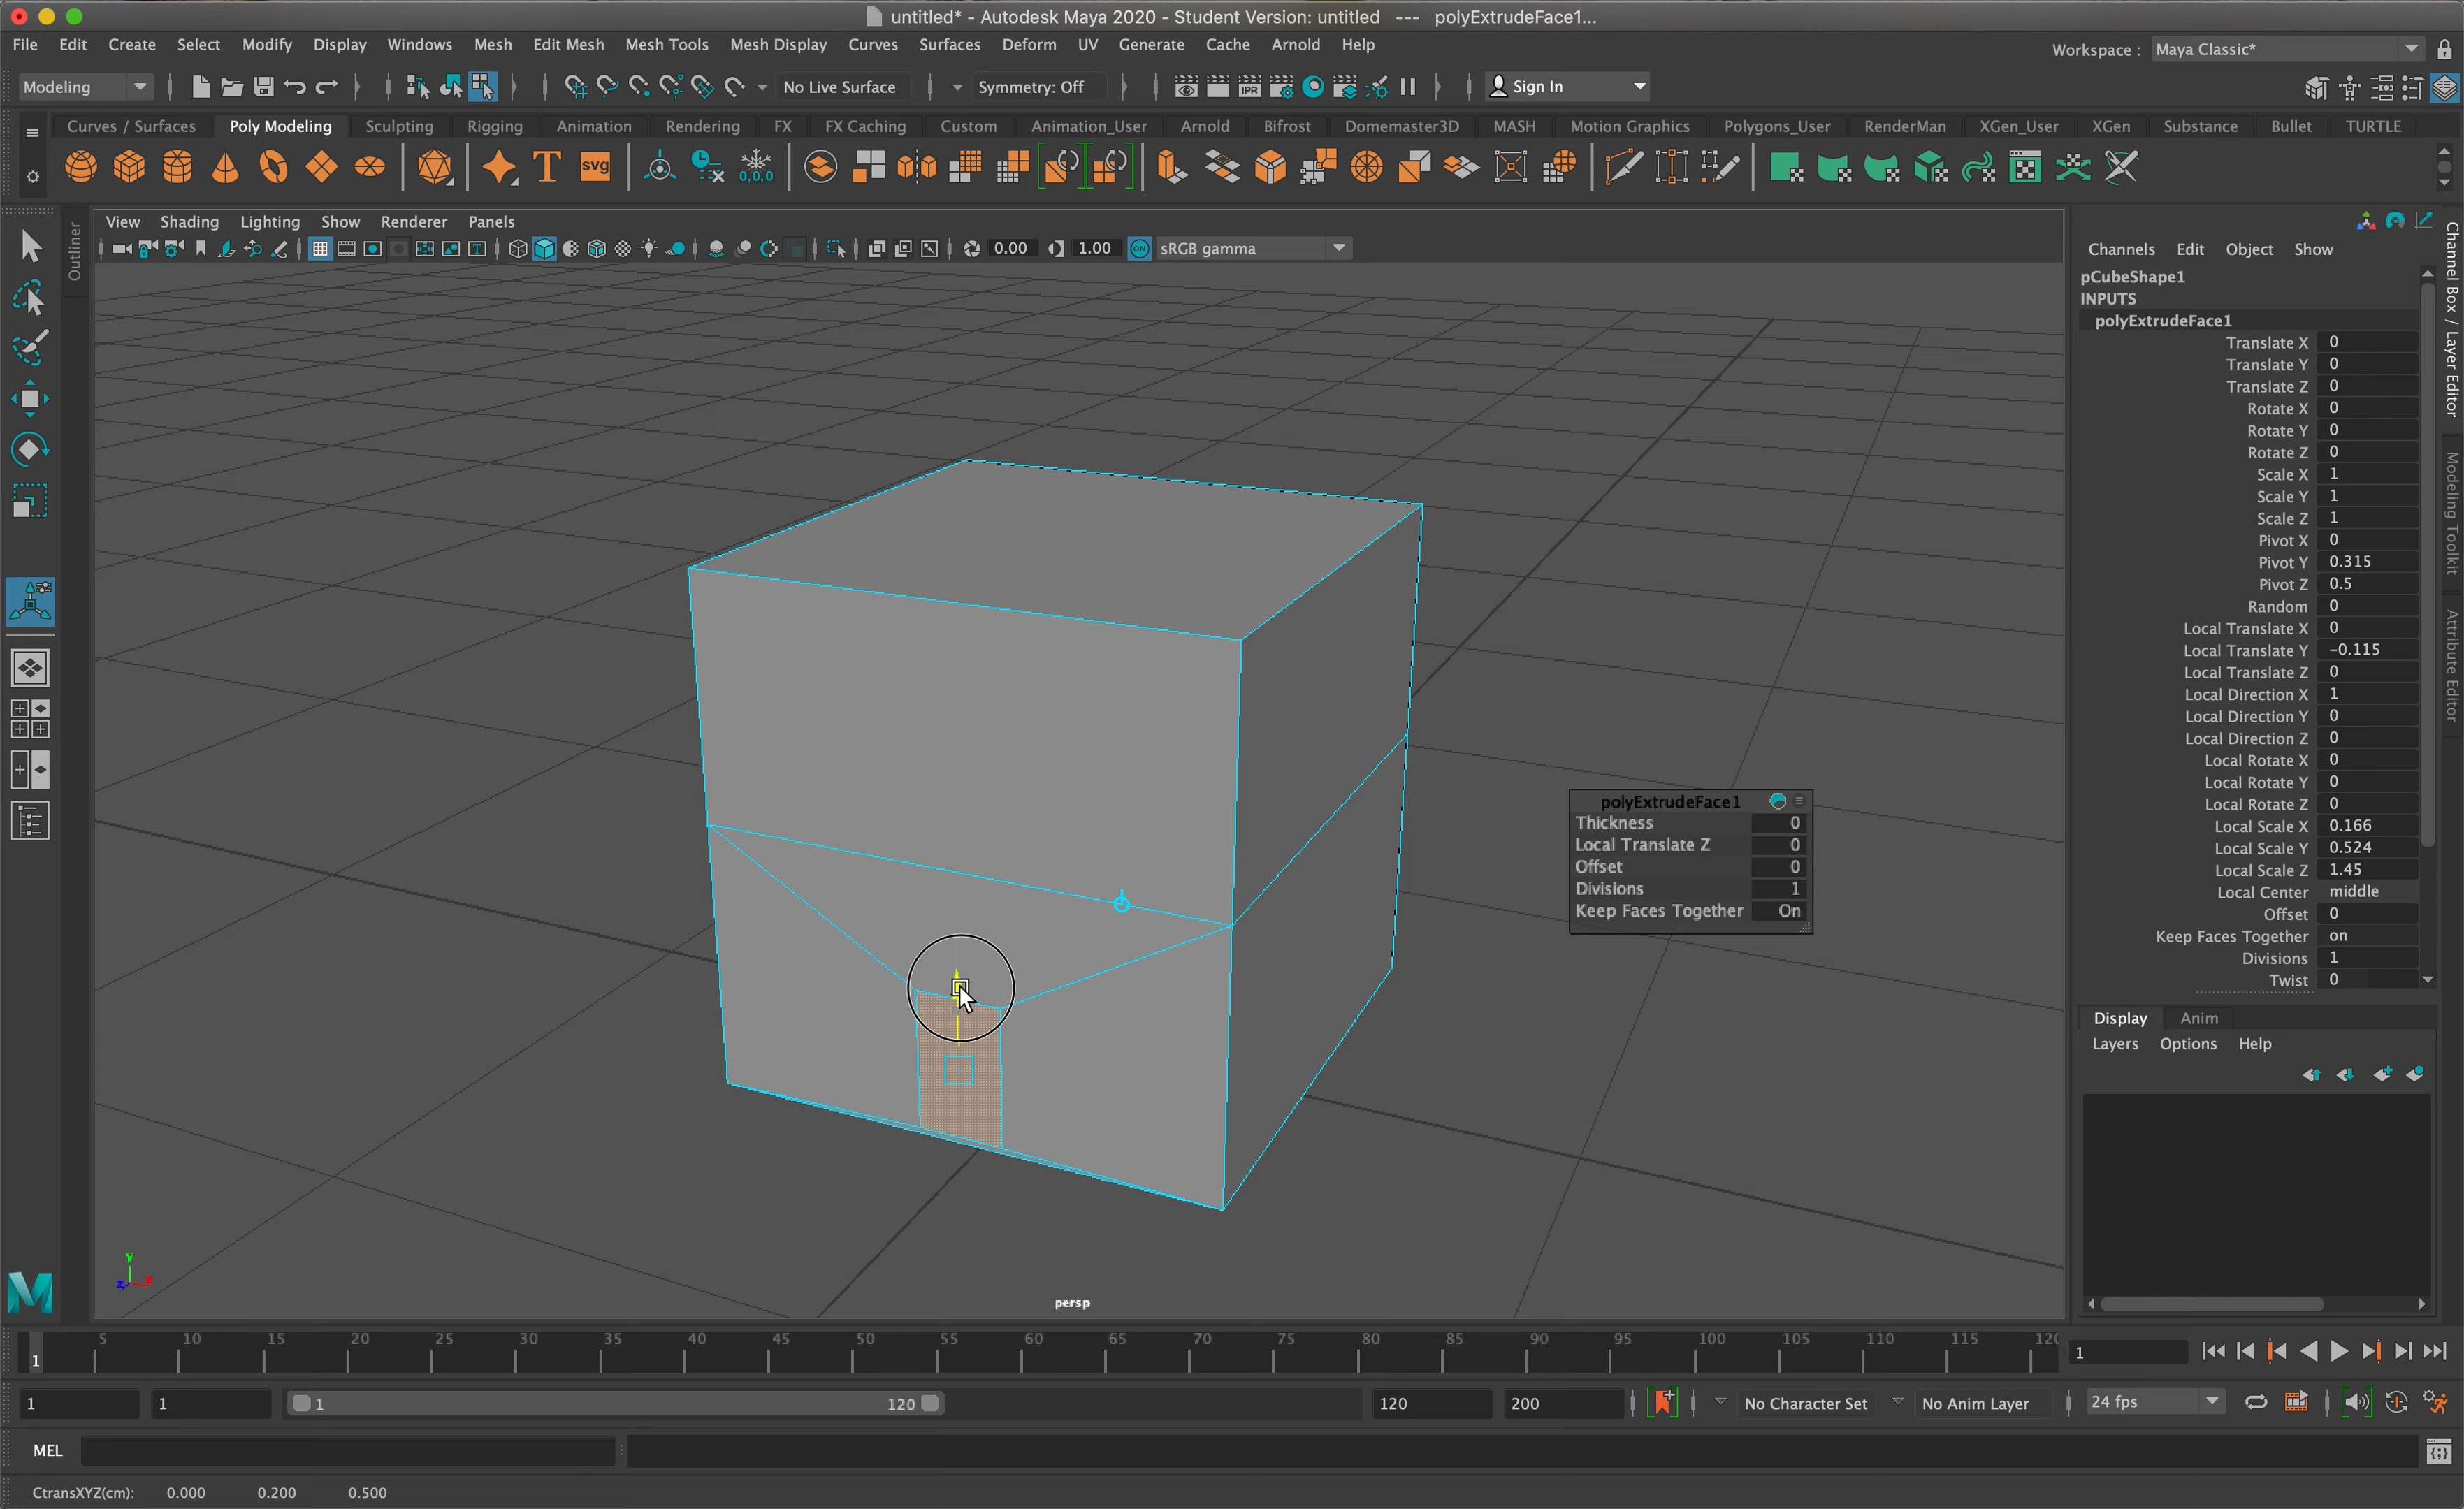 untitled* - Autodesk Maya 2020 - Student Version: untitled --- polyExtrudeFace1...
File Edit Create Select Modify Display Windows Mesh Edit Mesh Mesh Tools Mesh Display Curves Surfaces Deform UV Generate Cache Arnold Help
Workspace : Maya Classic*
Modeling No Live Surface Symmetry: Off IPR Sign In
Curves / Surfaces Poly Modeling Sculpting Rigging Animation Rendering FX FX Caching Custom Animation_User Arnold Bifrost Domemaster3D MASH Motion Graphics Polygons_User RenderMan XGen_User XGen Substance Bullet TURTLE
T svg 0,0,0
View Shading Lighting Show Renderer Panels
0.00 1.00 ON sRGB gamma
Outliner
persp
y
z x
polyExtrudeFace1
Thickness 0
Local Translate Z 0
Offset 0
Divisions 1
Keep Faces Together On
Channels Edit Object Show
pCubeShape1
INPUTS
polyExtrudeFace1
Translate X 0
Translate Y 0
Translate Z 0
Rotate X 0
Rotate Y 0
Rotate Z 0
Scale X 1
Scale Y 1
Scale Z 1
Pivot X 0
Pivot Y 0.315
Pivot Z 0.5
Random 0
Local Translate X 0
Local Translate Y -0.115
Local Translate Z 0
Local Direction X 1
Local Direction Y 0
Local Direction Z 0
Local Rotate X 0
Local Rotate Y 0
Local Rotate Z 0
Local Scale X 0.166
Local Scale Y 0.524
Local Scale Z 1.45
Local Center middle
Offset 0
Keep Faces Together on
Divisions 1
Twist 0
Channel Box / Layer Editor
Modeling Toolkit
Attribute Editor
Display Anim
Layers Options Help
M
5 10 15 20 25 30 35 40 45 50 55 60 65 70 75 80 85 90 95 100 105 110 115 120
1 1
1 1 1 120 120 200 No Character Set No Anim Layer 24 fps
MEL
CtransXYZ(cm): 0.000 0.200 0.500